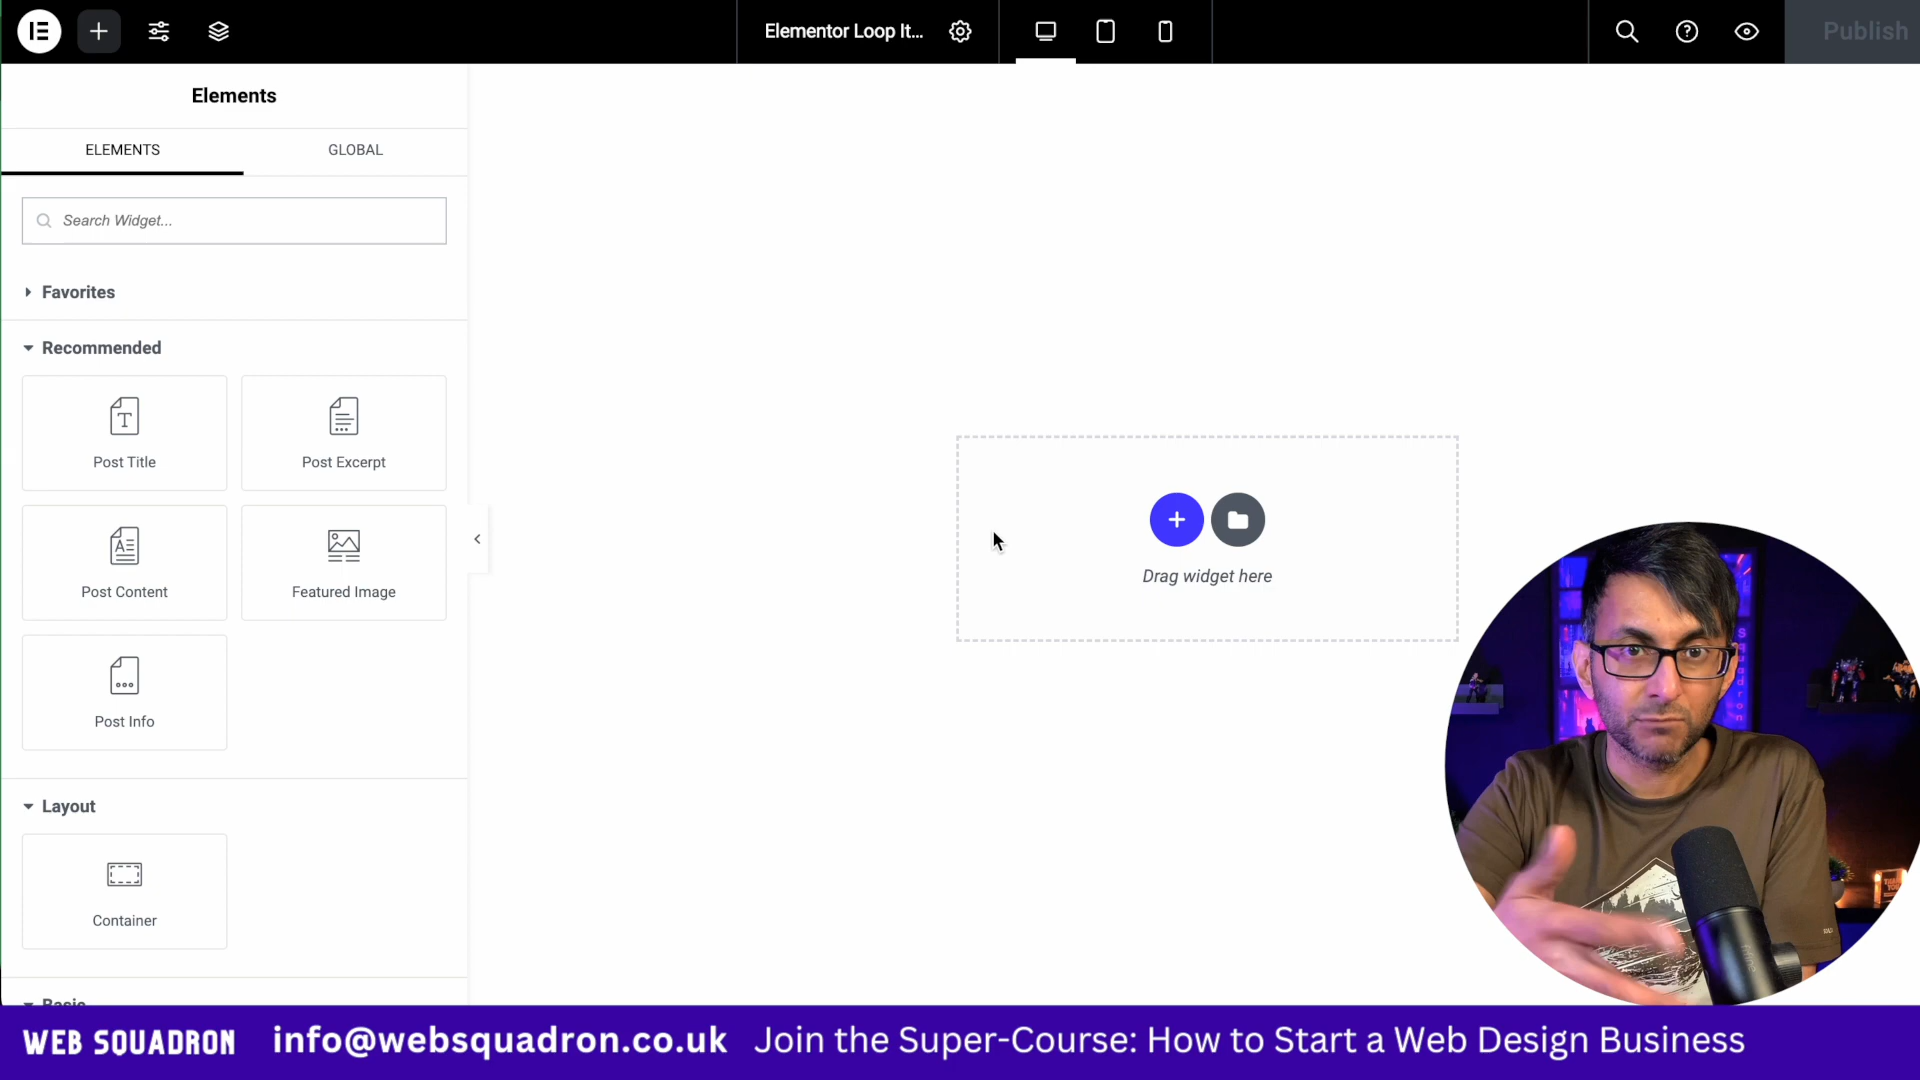 Elementor Loop It...
Publish
Elements
ELEMENTS
GLOBAL
Search Widget...
Favorites
Recommended
Post Title
Post Excerpt
Post Content
Featured Image
Post Info
Layout
Container
Basic
Drag widget here
WEB SQUADRON
info@websquadron.co.uk
Join the Super-Course: How to Start a Web Design Business